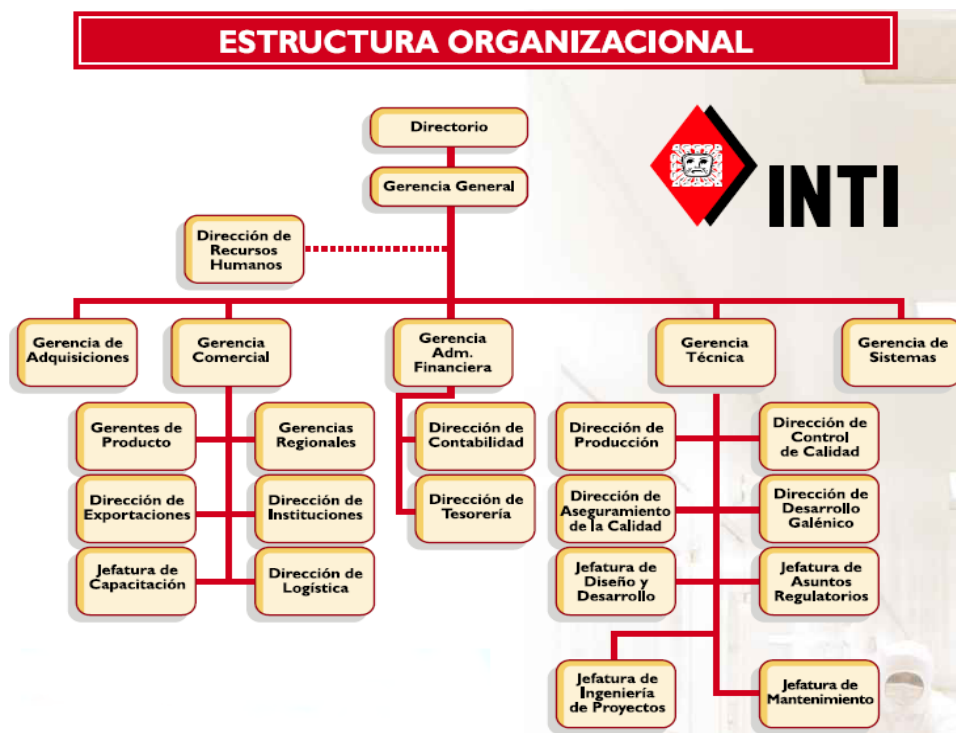 ESTRUCTURA ORGANIZACIONAL
Directorio
Gerencia General
INTI
Dirección de
Recursos
Humanos
Gerencia de
Adquisiciones
Gerencia
Comercial
Gerencia
Adm.
Financiera
Gerencia
Técnica
Gerencia de
Sistemas
Gerentes de
Producto
Gerencias
Regionales
Dirección de
Contabilidad
Dirección de
Producción
Dirección de
Control
de Calidad
Dirección de
Exportaciones
Dirección de
Instituciones
Dirección de
Tesorería
Dirección de
Aseguramiento
de la Calidad
Dirección de
Desarrollo
Galénico
Jefatura de
Capacitación
Dirección de
Logística
Jefatura de
Diseño y
Desarrollo
Jefatura de
Asuntos
Regulatorios
Jefatura de
Ingeniería
de Proyectos
Jefatura de
Mantenimiento